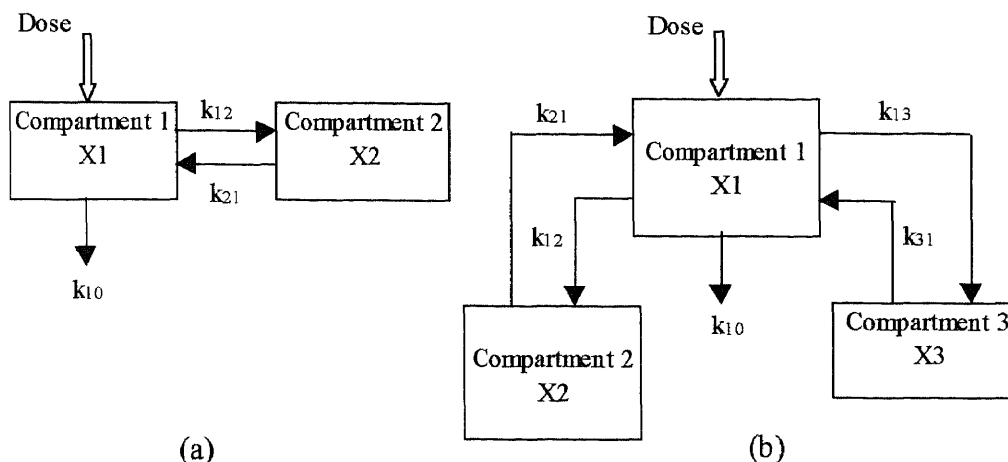 Dose
Compartment 1
X1
k12
k21
Compartment 2
X2
k10
(a)
Dose
k21
Compartment 1
X1
k13
k12
k31
k10
Compartment 2
X2
Compartment 3
X3
(b)